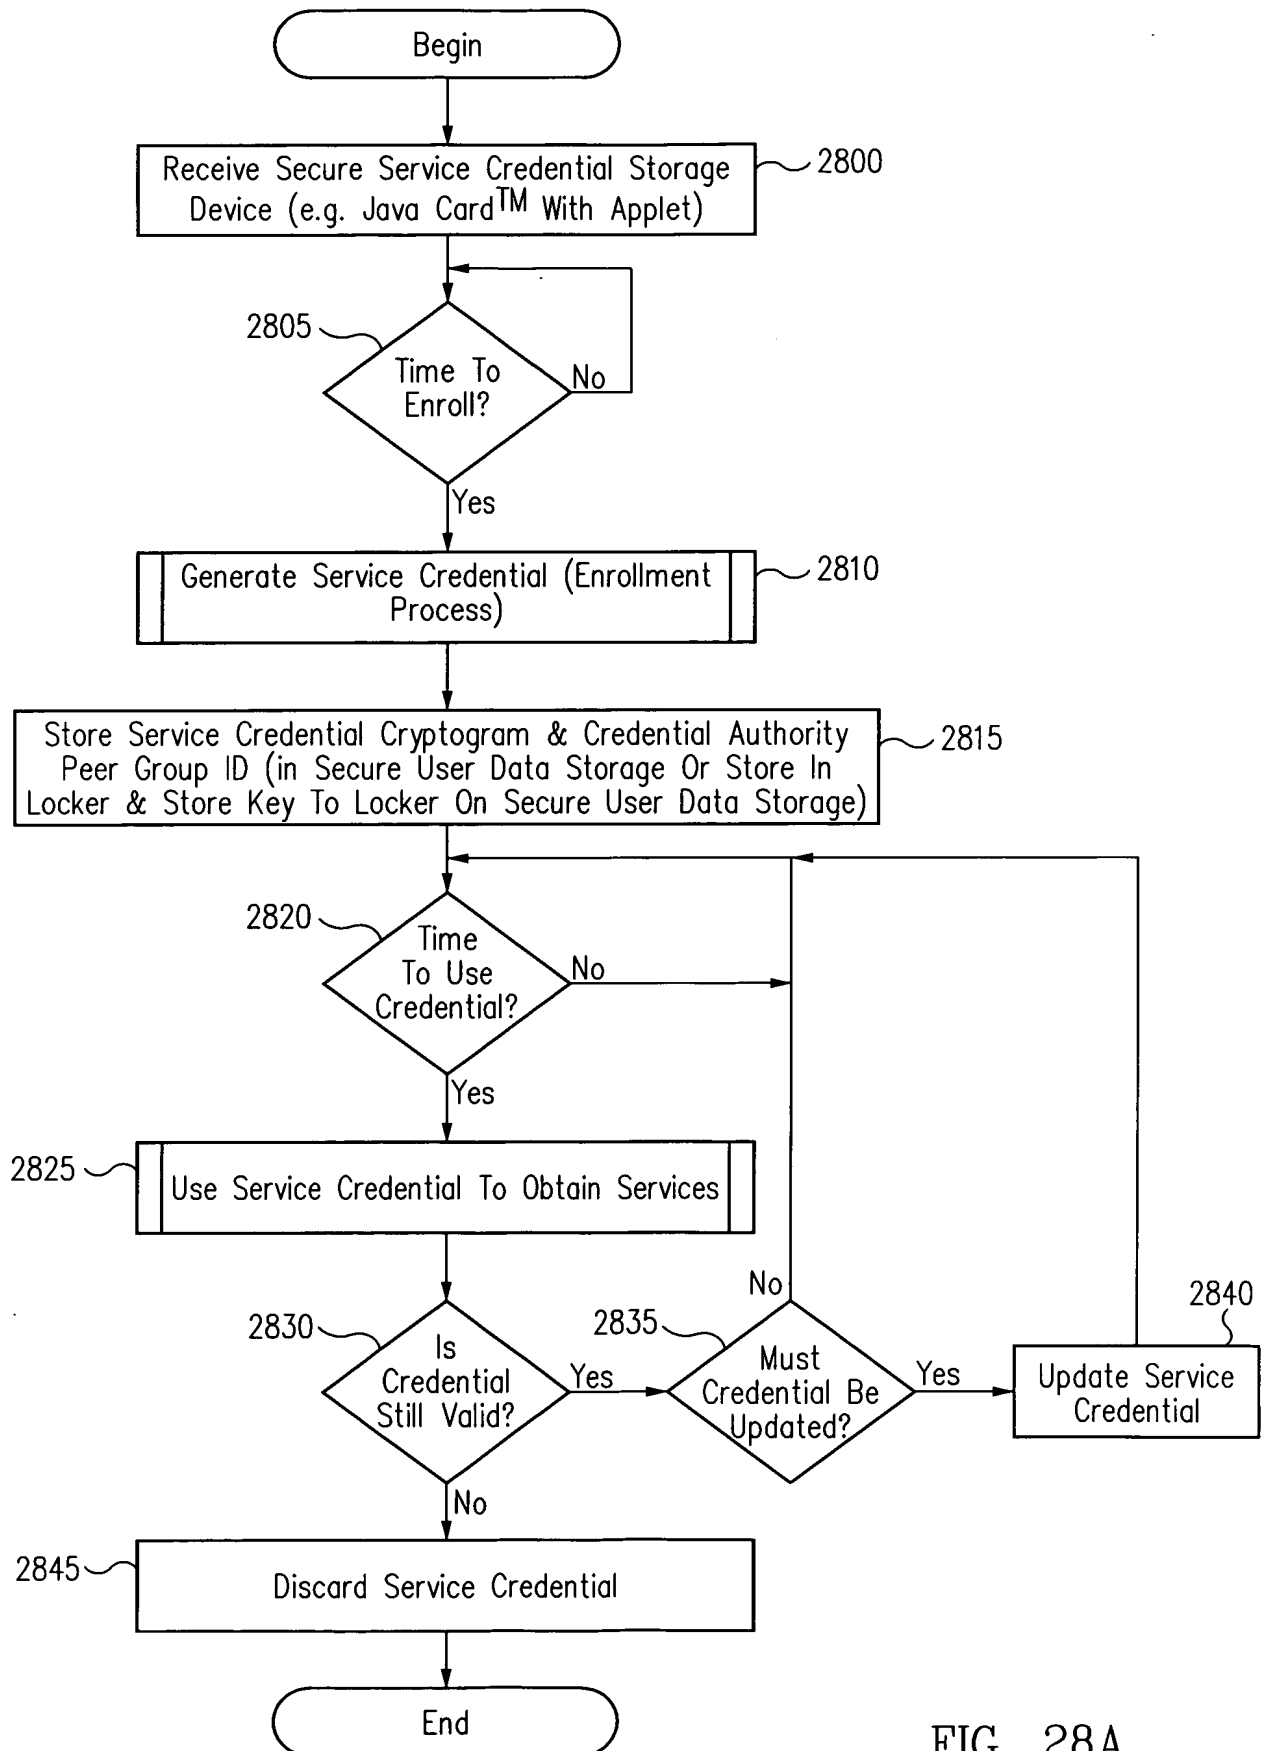 Begin
Receive Secure Service Credential Storage
Device (e.g. Java Card™ With Applet)
2800
2805
Time To
Enroll?
No
Yes
Generate Service Credential (Enrollment
Process)
2810
Store Service Credential Cryptogram & Credential Authority
Peer Group ID (in Secure User Data Storage Or Store In
Locker & Store Key To Locker On Secure User Data Storage)
2815
2820
Time
To Use
Credential?
No
Yes
2825
Use Service Credential To Obtain Services
2830
Is
Credential
Still Valid?
Yes
No
2835
Must
Credential Be
Updated?
No
Yes
2840
Update Service
Credential
2845
Discard Service Credential
End
FIG. 28A